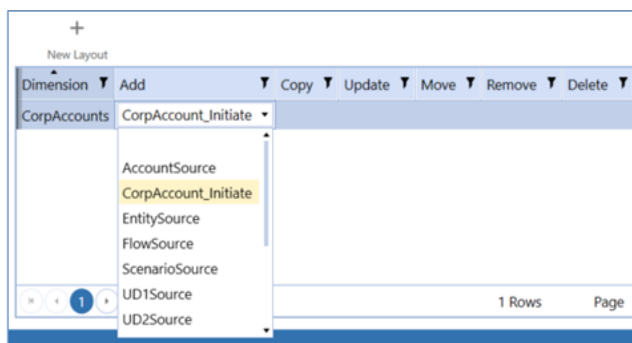 +
New Layout
Dimension Add Copy Update Move Remove Delete
CorpAccounts CorpAccount_Initiate
AccountSource
CorpAccount_Initiate
EntitySource
FlowSource
ScenarioSource
UD1Source
UD2Source
1 1 Rows Page